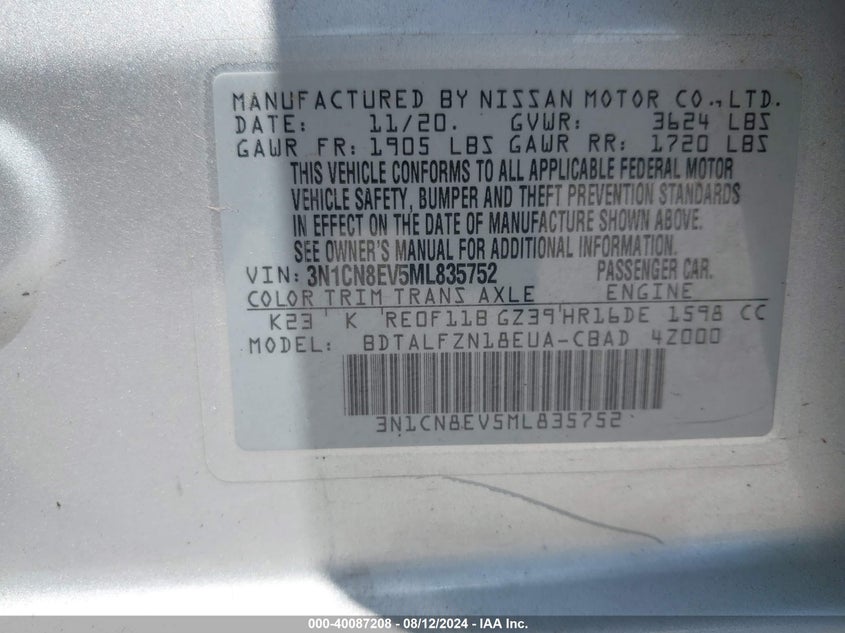 MANUFACTURED BY NISSAN MOTOR CO., LTD.
DATE: 11/20. GVWR: 3624 LBS
GAWR FR: 1905 LBS GAWR RR: 1720 LBS
THIS VEHICLE CONFORMS TO ALL APPLICABLE FEDERAL MOTOR
VEHICLE SAFETY, BUMPER AND THEFT PREVENTION STANDARDS
IN EFFECT ON THE DATE OF MANUFACTURE SHOWN ABOVE.
SEE OWNER'S MANUAL FOR ADDITIONAL INFORMATION.
VIN: 3N1CN8EV5ML835752 PASSENGER CAR.
COLOR TRIM TRANS AXLE ENGINE
K23 K RE0F11B GZ39 HR16DE 1598 CC
MODEL: BDTALFZN18EUA-CBAD 4Z000
3N1CN8EV5ML835752
000-40087208 - 08/12/2024 - IAA Inc.